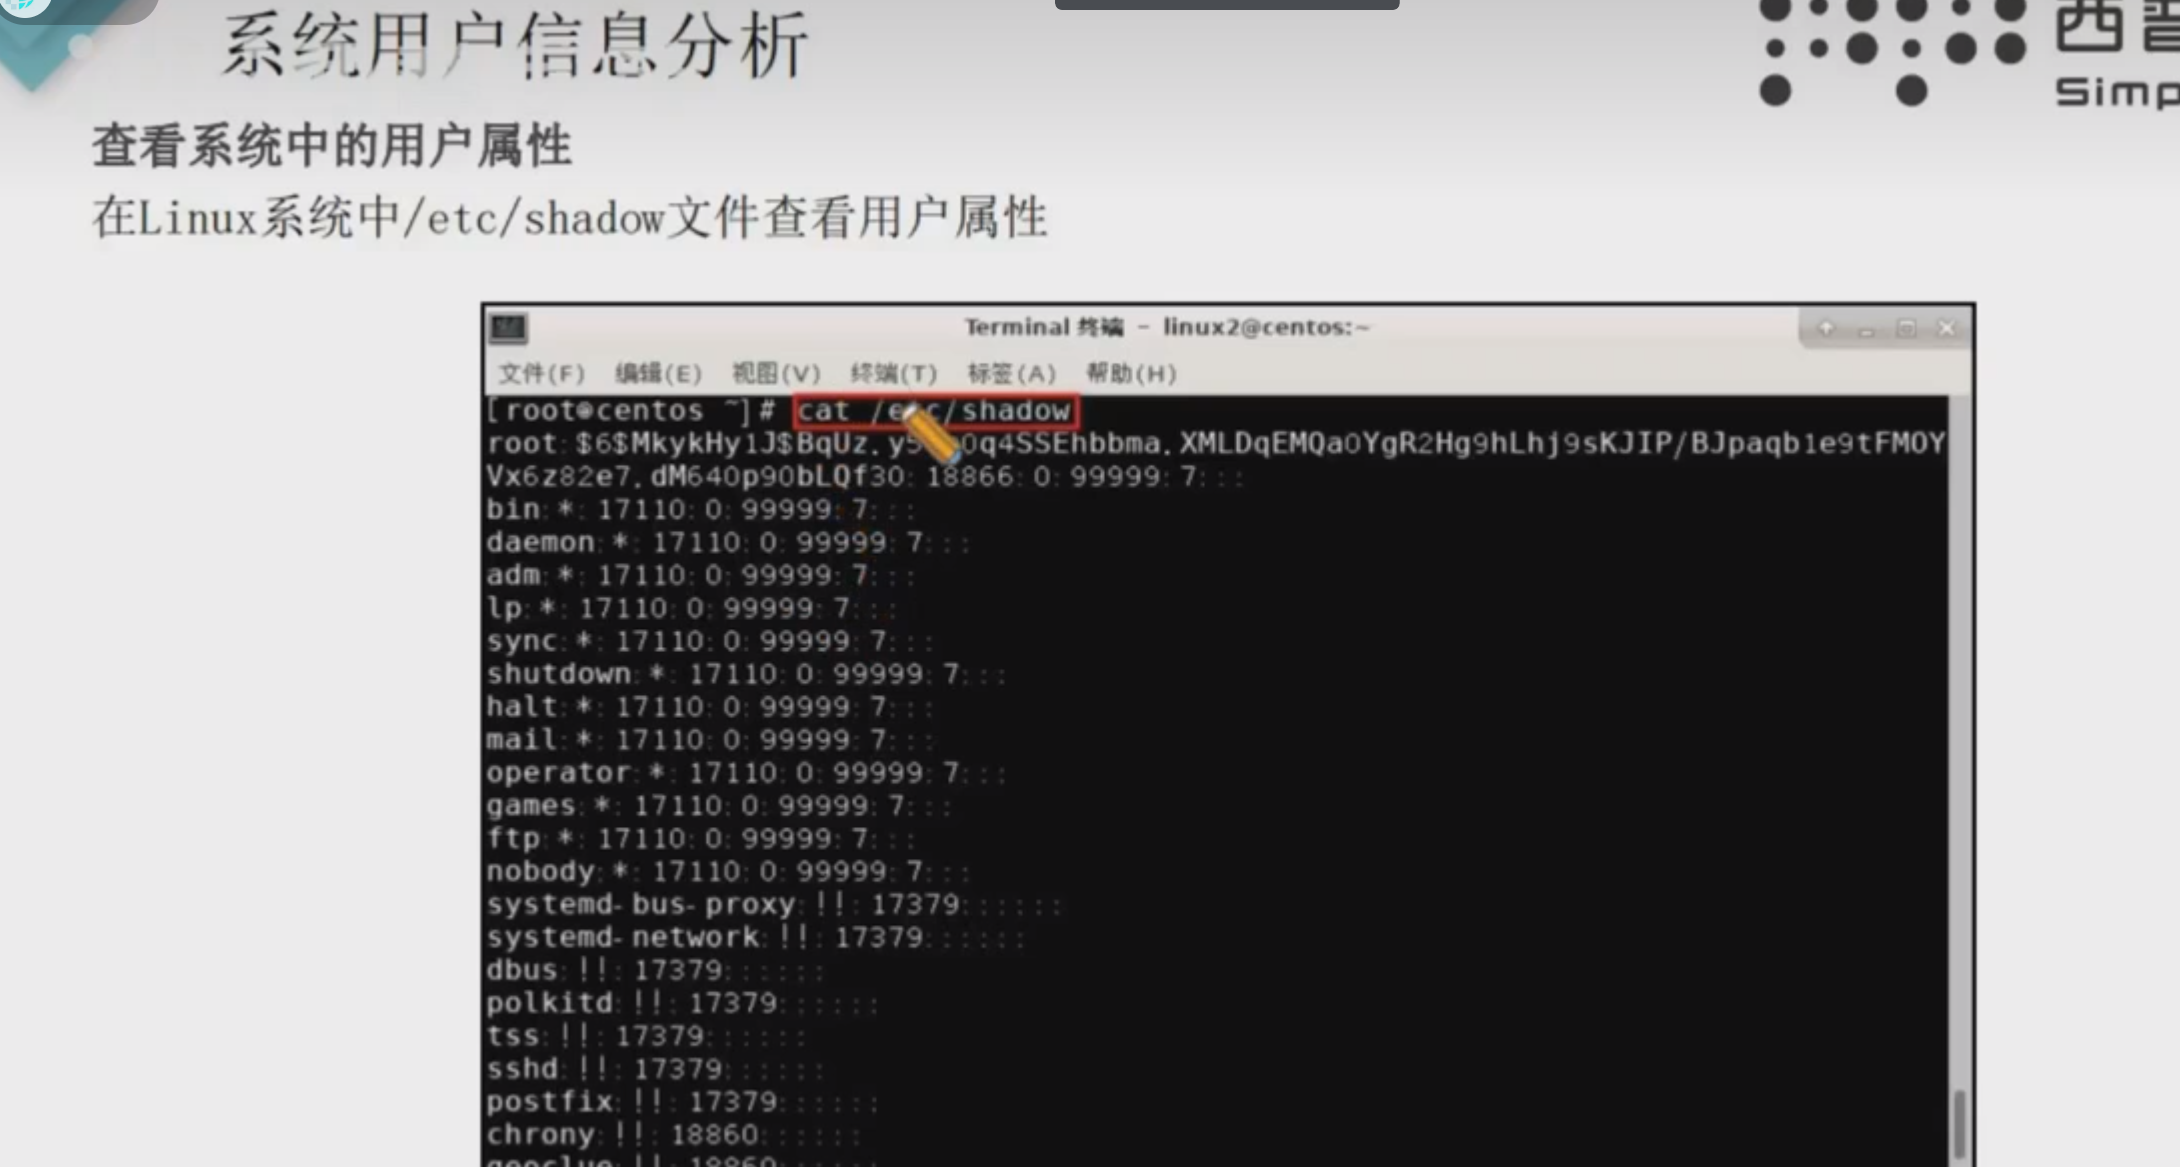 系统用户信息分析
西普
Simp
查看系统中的用户属性
在Linux系统中/etc/shadow文件查看用户属性
Terminal 终端 - linux2@centos:~
文件(F) 编辑(E) 视图(V) 终端(T) 标签(A) 帮助(H)
[root@centos ~]# cat /etc/shadow
root:$6$MkykHy1J$BqUz.y5 0q4SSEhbbma.XMLDqEMQa0YgR2Hg9hLhj9sKJIP/BJpaqb1e9tFMOY
Vx6z82e7.dM640p90bLQf30:18866:0:99999:7:::
bin:*:17110:0:99999:7:::
daemon:*:17110:0:99999:7:::
adm:*:17110:0:99999:7:::
lp:*:17110:0:99999:7:::
sync:*:17110:0:99999:7:::
shutdown:*:17110:0:99999:7:::
halt:*:17110:0:99999:7:::
mail:*:17110:0:99999:7:::
operator:*:17110:0:99999:7:::
games:*:17110:0:99999:7:::
ftp:*:17110:0:99999:7:::
nobody:*:17110:0:99999:7:::
systemd-bus-proxy:!!:17379::::::
systemd-network:!!:17379::::::
dbus:!!:17379::::::
polkitd:!!:17379::::::
tss:!!:17379::::::
sshd:!!:17379::::::
postfix:!!:17379::::::
chrony:!!:18860::::::
geoclue:!!:18860::::::